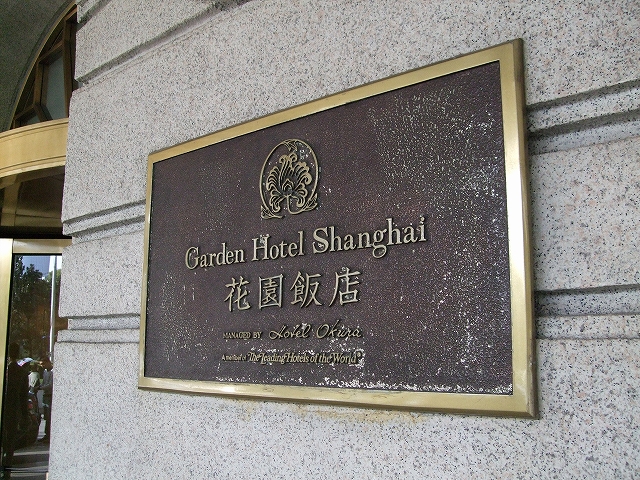 Garden Hotel Shanghai
花園飯店
MANAGED BY Hotel Okura
A member of "The Leading Hotels of the World"